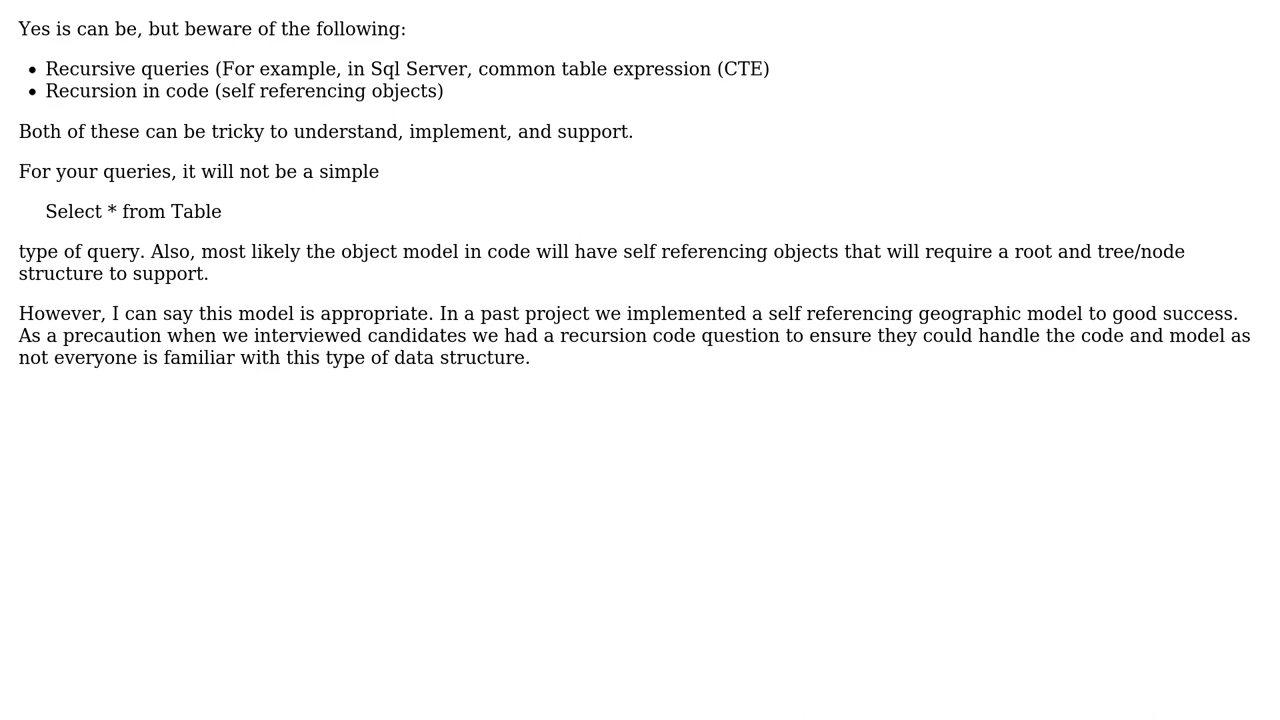 Yes is can be, but beware of the following:
• Recursive queries (For example, in Sql Server, common table expression (CTE)
• Recursion in code (self referencing objects)
Both of these can be tricky to understand, implement, and support.
For your queries, it will not be a simple
Select * from Table
type of query. Also, most likely the object model in code will have self referencing objects that will require a root and tree/node
structure to support.
However, I can say this model is appropriate. In a past project we implemented a self referencing geographic model to good success.
As a precaution when we interviewed candidates we had a recursion code question to ensure they could handle the code and model as
not everyone is familiar with this type of data structure.